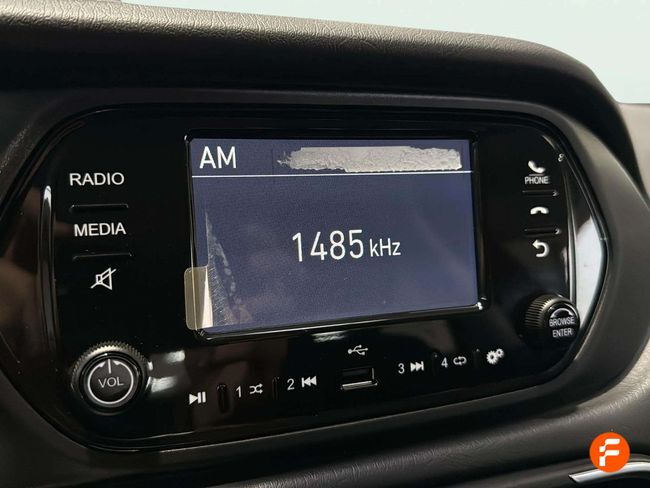 AM
RADIO
MEDIA
1485 kHz
PHONE
BROWSE
ENTER
VOL
1
2
3
4